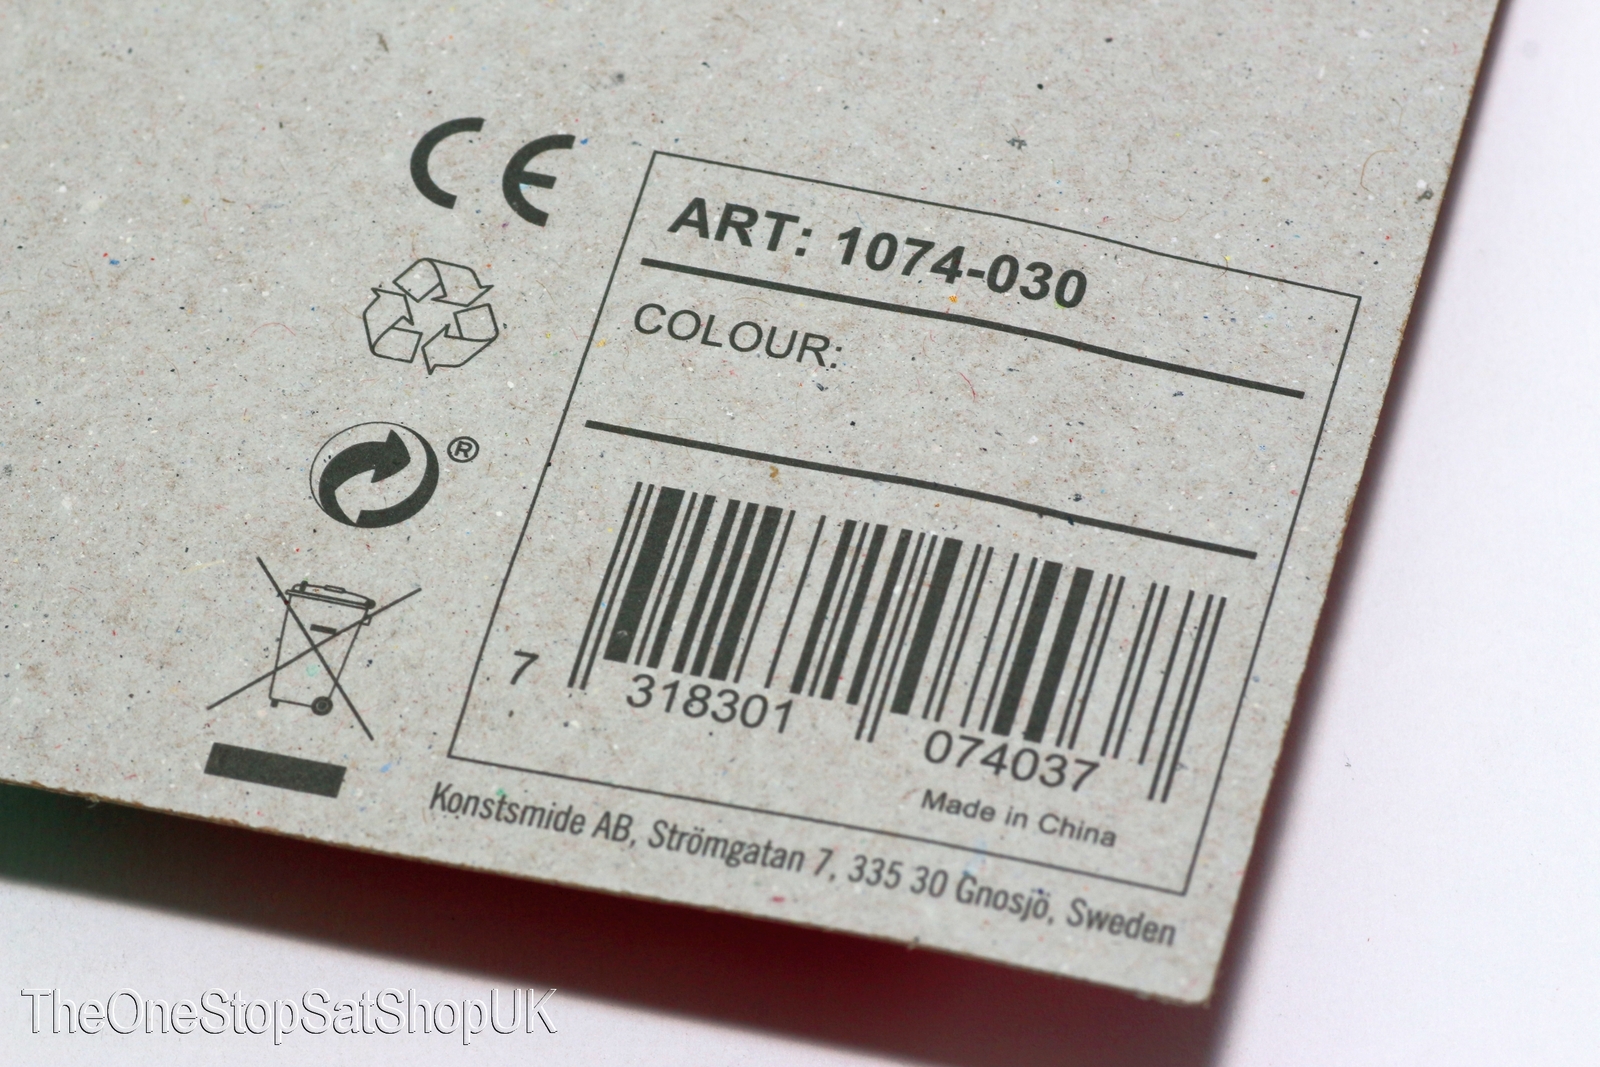 CE
ART: 1074-030
COLOUR:
®
7 318301 074037
Made in China
Konstsmide AB, Strömgatan 7, 335 30 Gnosjö, Sweden
TheOneStopSatShopUK